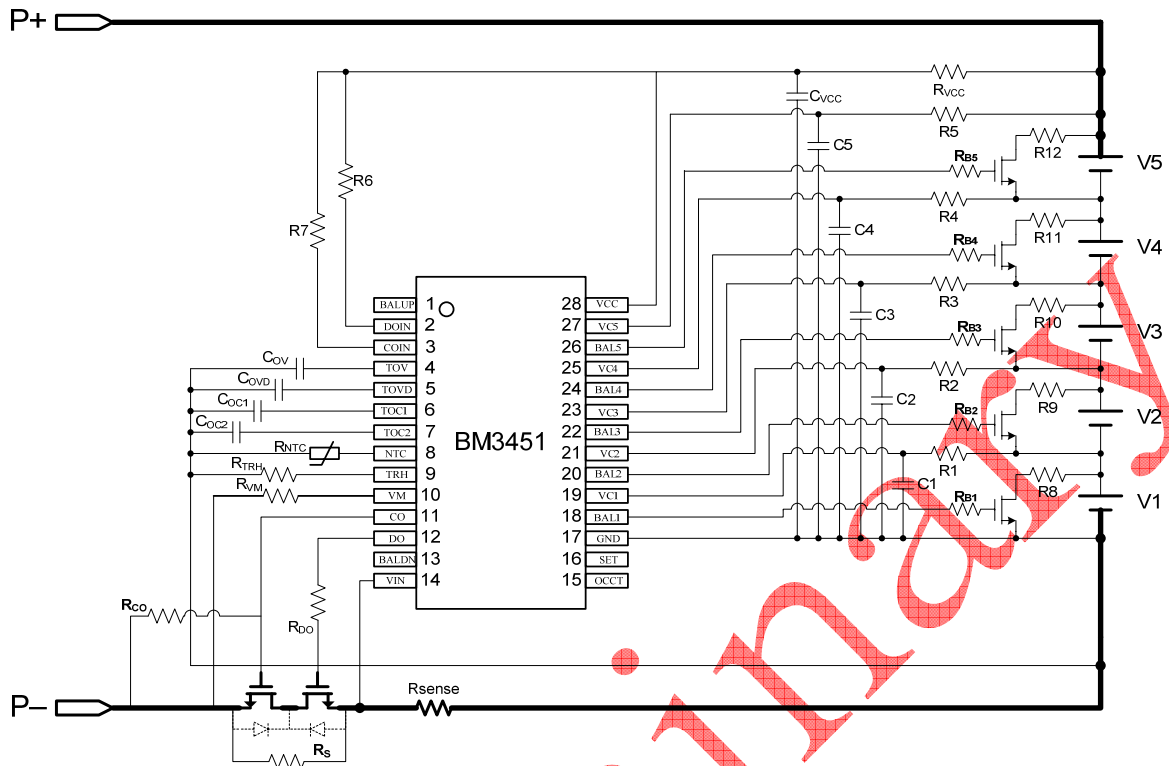 P+
RVCC
CVCC
R5
C5
R12
RB5
V5
R6
R4
C4
R11
R7
RB4
V4
R3
C3
R10
RB3
V3
R2
C2
R9
RB2
V2
R1
C1
R8
RB1
V1
BM3451
BALUP 1
DOIN 2
COIN 3
COV TOV 4
COVD TOVD 5
COC1 TOC1 6
COC2 TOC2 7
RNTC NTC 8
RTRH TRH 9
RVM VM 10
CO 11
DO 12
BALDN 13
VIN 14
28 VCC
27 VC5
26 BAL5
25 VC4
24 BAL4
23 VC3
22 BAL3
21 VC2
20 BAL2
19 VC1
18 BAL1
17 GND
16 SET
15 OCCT
RCO
RDO
Rsense
P−
RS
inary